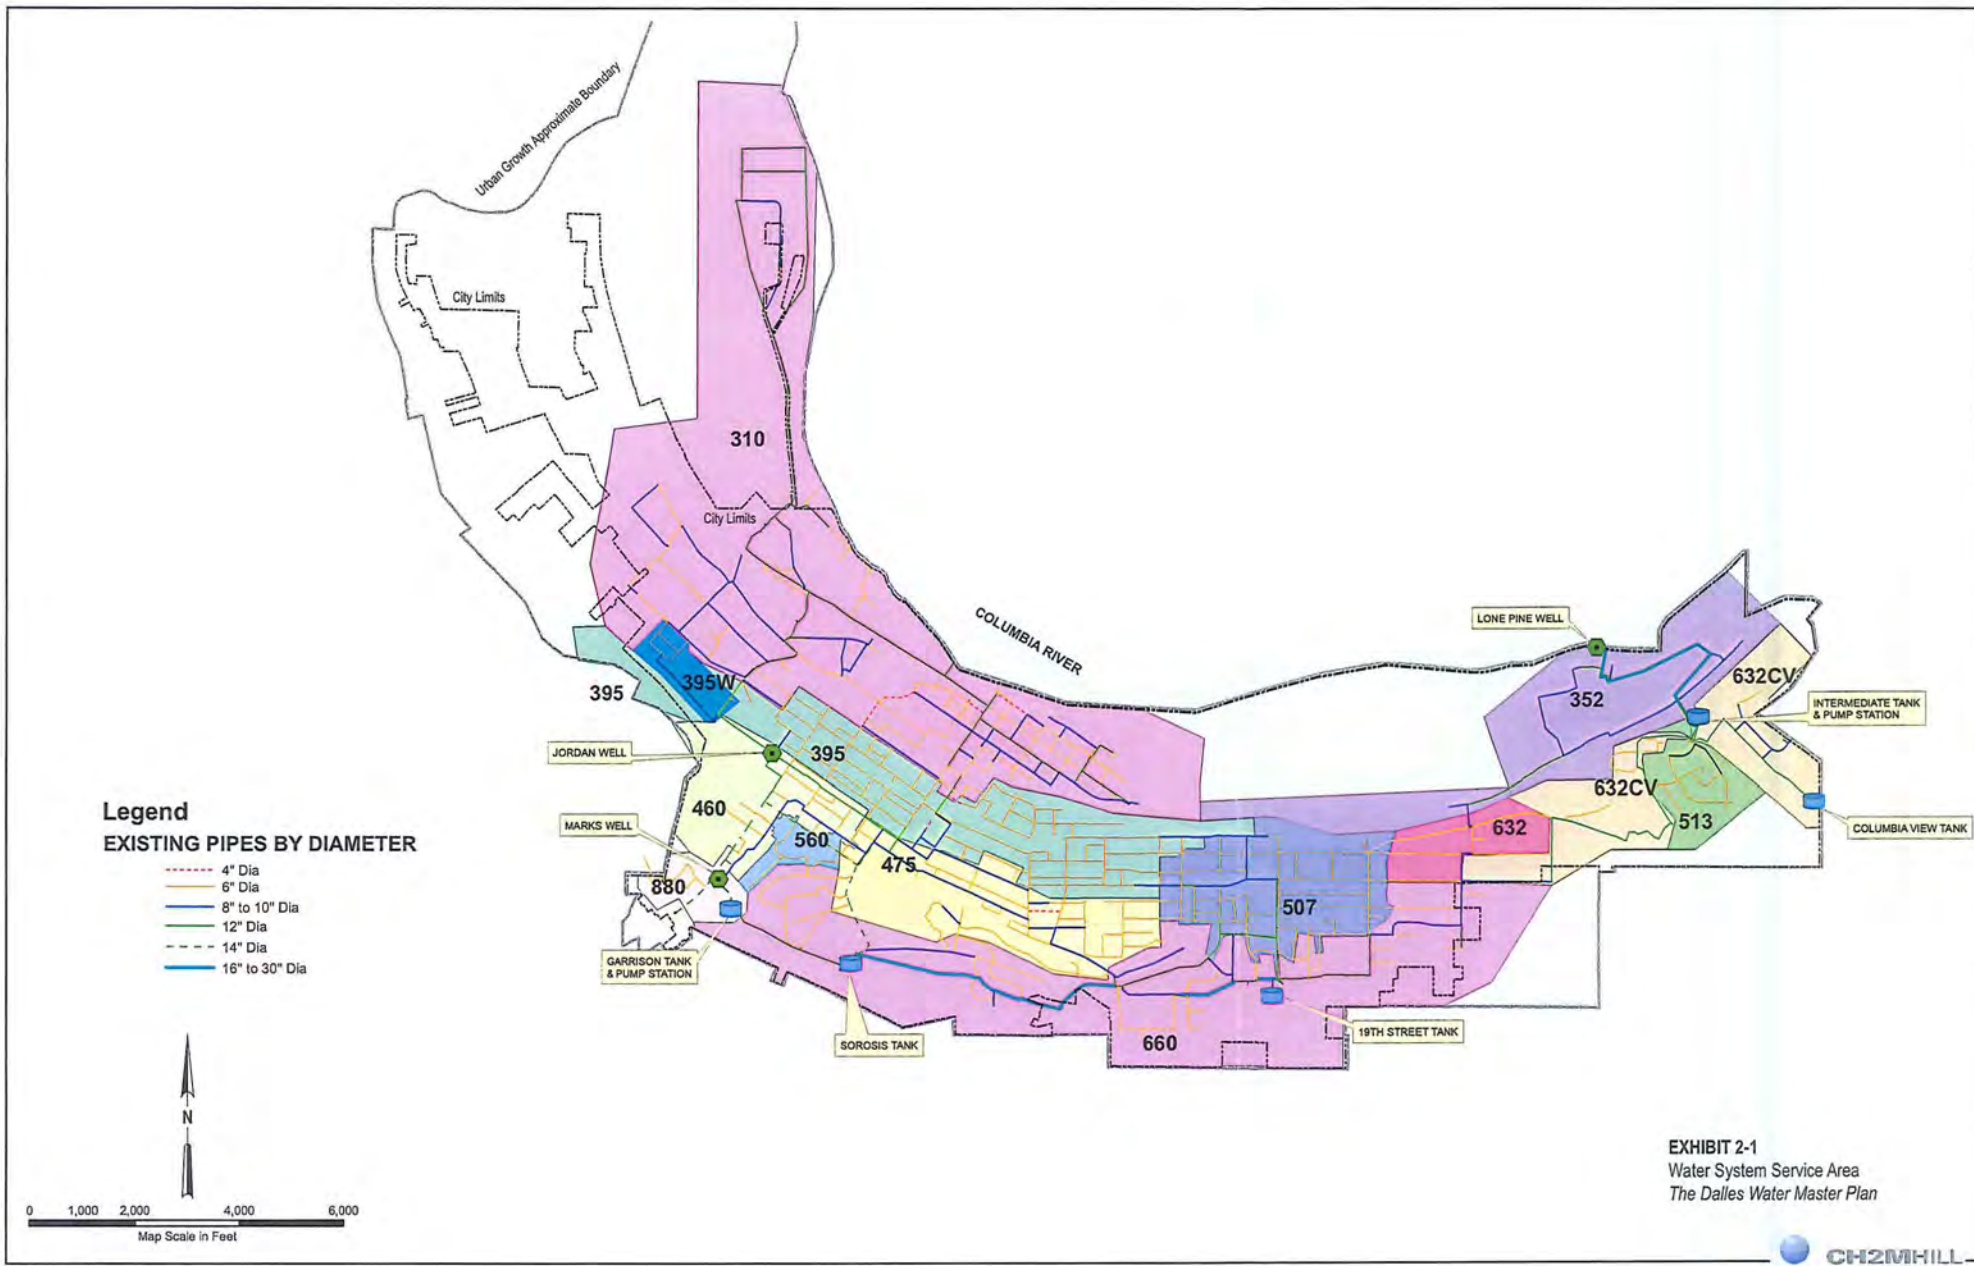 Urban Growth Approximate Boundary
City Limits
310
City Limits
COLUMBIA RIVER
LONE PINE WELL
632CV
395
395W
352
INTERMEDIATE TANK
& PUMP STATION
JORDAN WELL
395
632CV
460
513
COLUMBIA VIEW TANK
MARKS WELL
560
632
475
880
507
GARRISON TANK
& PUMP STATION
SOROSIS TANK
660
19TH STREET TANK
Legend
EXISTING PIPES BY DIAMETER
4" Dia
6" Dia
8" to 10" Dia
12" Dia
14" Dia
16" to 30" Dia
N
0 1,000 2,000 4,000 6,000
Map Scale in Feet
EXHIBIT 2-1
Water System Service Area
The Dalles Water Master Plan
CH2MHILL